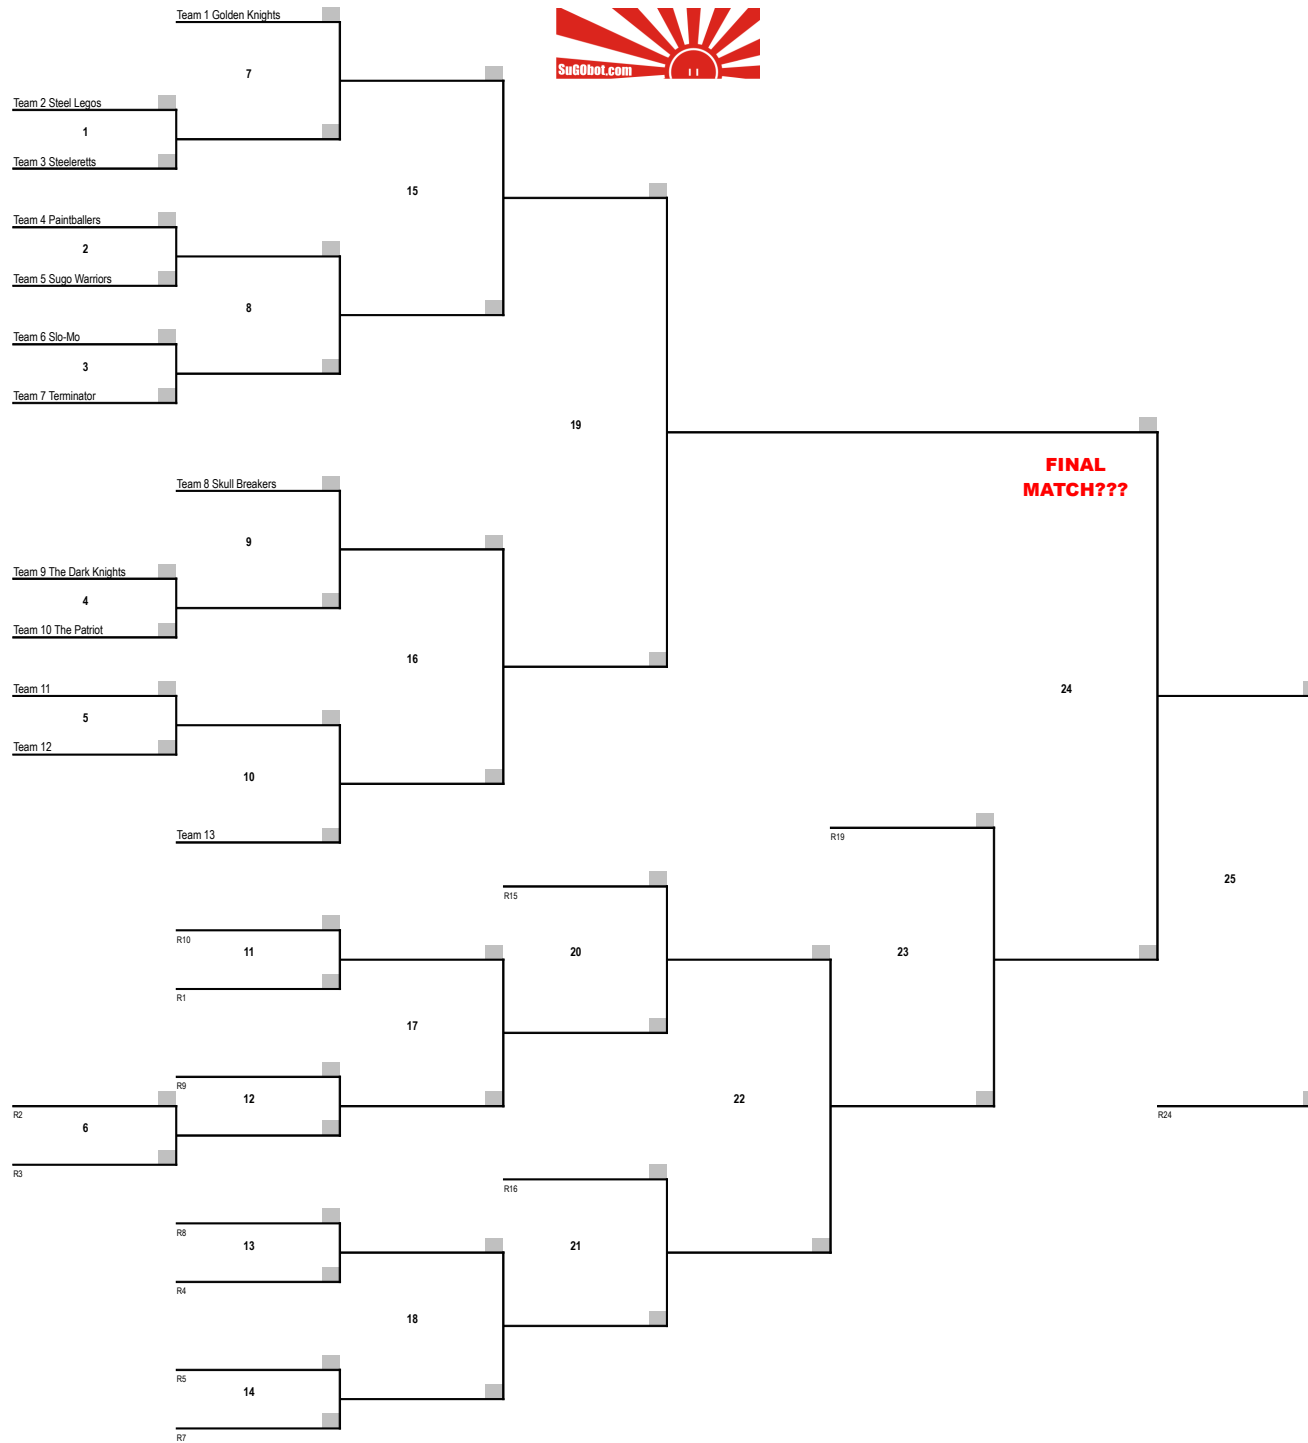 Team 1 Golden Knights
SuGObot.com
7
Team 2 Steel Legos
1
Team 3 Steeleretts
15
Team 4 Paintballers
2
Team 5 Sugo Warriors
8
Team 6 Slo-Mo
3
Team 7 Terminator
19
FINAL
MATCH???
Team 8 Skull Breakers
9
Team 9 The Dark Knights
4
Team 10 The Patriot
16
Team 11
24
5
Team 12
10
Team 13
R19
25
R15
R10
11
20
23
R1
17
R9
12
22
R2
R24
6
R3
R16
R8
13
21
R4
18
R5
14
R7